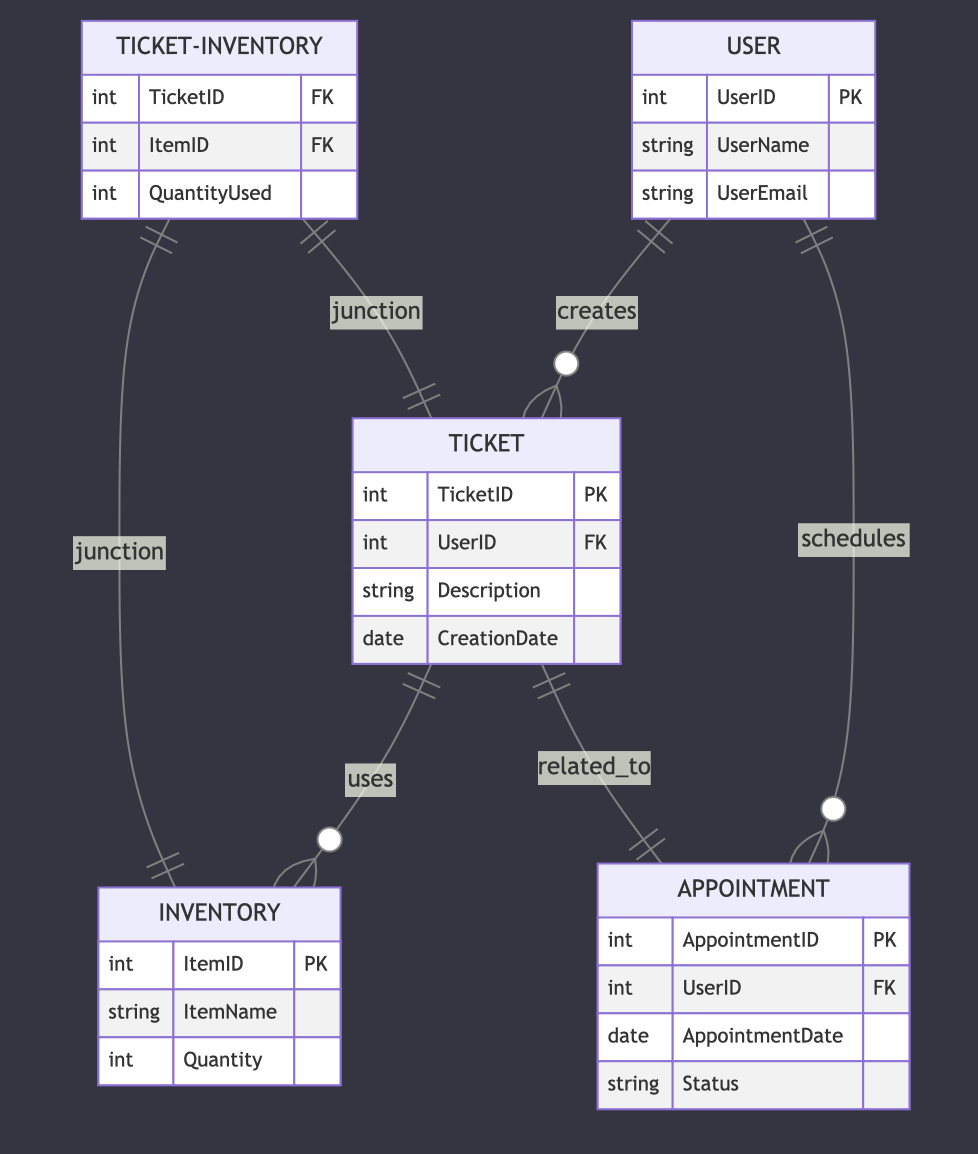 TICKET-INVENTORY
int TicketID FK
int ItemID FK
int QuantityUsed
USER
int UserID PK
string UserName
string UserEmail
junction
creates
TICKET
int TicketID PK
int UserID FK
string Description
date CreationDate
junction
schedules
uses
related_to
INVENTORY
int ItemID PK
string ItemName
int Quantity
APPOINTMENT
int AppointmentID PK
int UserID FK
date AppointmentDate
string Status